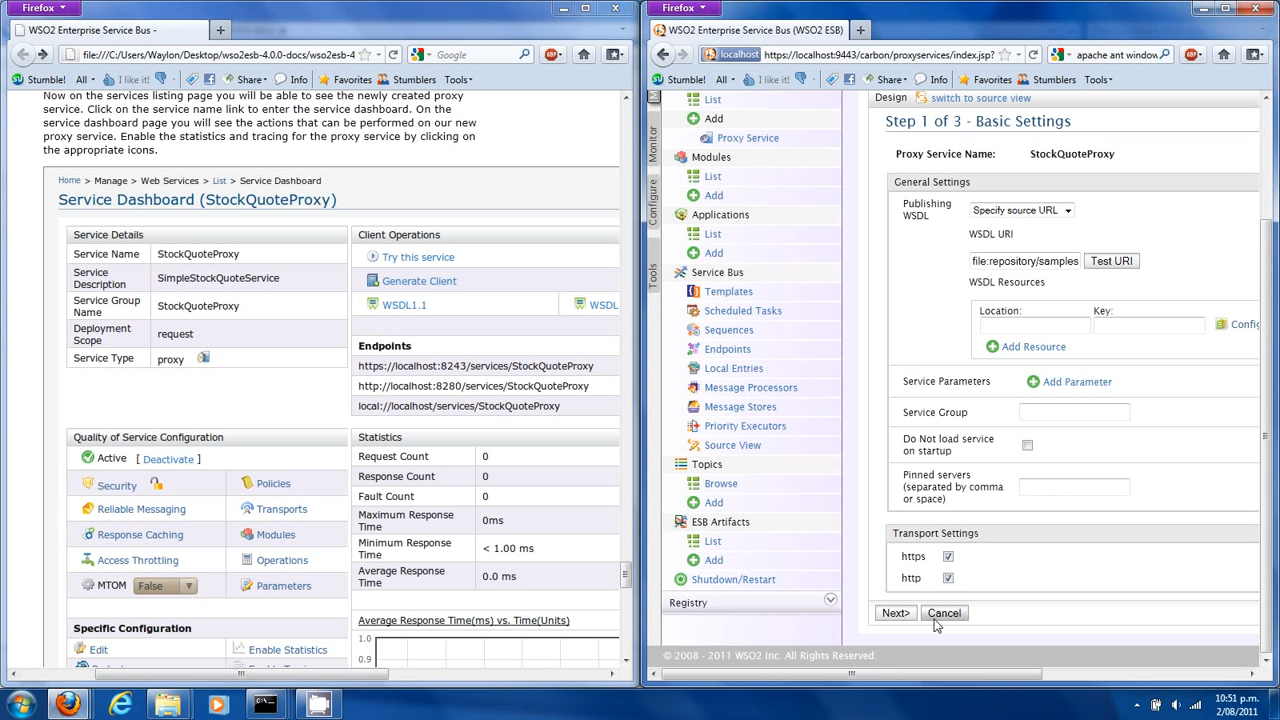 Firefox
WSO2 Enterprise Service Bus -
file:///C:/Users/Waylon/Desktop/wso2esb-4.0.0-docs/wso2esb-4
Google
Stumble! All I like it! Share Info Favorites Stumblers Tools
Now on the services listing page you will be able to see the newly created proxy
service. Click on the service name link to enter the service dashboard. On the
service dashboard page you will see the actions that can be performed on our new
proxy service. Enable the statistics and tracing for the proxy service by clicking on
the appropriate icons.
Home > Manage > Web Services > List > Service Dashboard
Service Dashboard (StockQuoteProxy)
Service Details
Service Name StockQuoteProxy
Service
Description
SimpleStockQuoteService
Service Group
Name
StockQuoteProxy
Deployment
Scope
request
Service Type proxy
Client Operations
Try this service
Generate Client
WSDL1.1 WSDL
Endpoints
https://localhost:8243/services/StockQuoteProxy
http://localhost:8280/services/StockQuoteProxy
local://localhost/services/StockQuoteProxy
Quality of Service Configuration
Active [ Deactivate ]
Security Policies
Reliable Messaging Transports
Response Caching Modules
Access Throttling Operations
MTOM False Parameters
Statistics
Request Count 0
Response Count 0
Fault Count 0
Maximum Response
Time
0ms
Minimum Response
Time
< 1.00 ms
Average Response
Time
0.0 ms
Specific Configuration
Edit Enable Statistics
Average Response Time(ms) vs. Time(Units)
1.0
0.9
Firefox
WSO2 Enterprise Service Bus (WSO2 ESB)
localhost https://localhost:9443/carbon/proxyservices/index.jsp?
apache ant window
Stumble! All I like it! Share Info Favorites Stumblers Tools
Monitor
Configure
Tools
List
Add
Proxy Service
Modules
List
Add
Applications
List
Add
Service Bus
Templates
Scheduled Tasks
Sequences
Endpoints
Local Entries
Message Processors
Message Stores
Priority Executors
Source View
Topics
Browse
Add
ESB Artifacts
List
Add
Shutdown/Restart
Registry
Design switch to source view
Step 1 of 3 - Basic Settings
Proxy Service Name: StockQuoteProxy
General Settings
Publishing
WSDL
Specify source URL
WSDL URI
file:repository/samples Test URI
WSDL Resources
Location: Key:
Config
Add Resource
Service Parameters Add Parameter
Service Group
Do Not load service
on startup
Pinned servers
(separated by comma
or space)
Transport Settings
https
http
Next> Cancel
© 2008 - 2011 WSO2 Inc. All Rights Reserved.
10:51 p.m.
2/08/2011